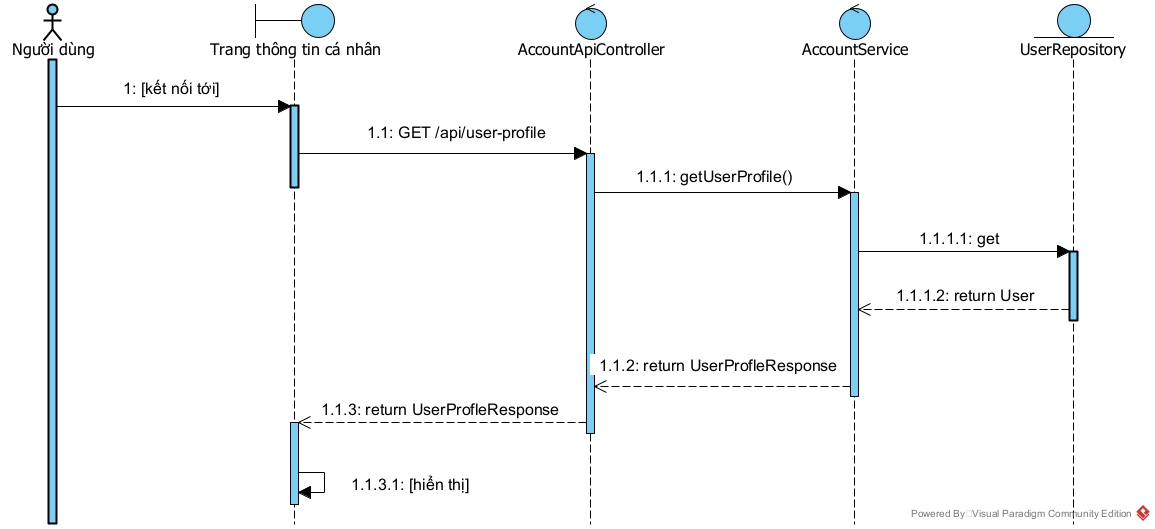 Người dùng
Trang thông tin cá nhân
AccountApiController
AccountService
UserRepository
1: [kết nối tới]
1.1: GET /api/user-profile
1.1.1: getUserProfile()
1.1.1.1: get
1.1.1.2: return User
1.1.2: return UserProfleResponse
1.1.3: return UserProfleResponse
1.1.3.1: [hiển thị]
Powered By Visual Paradigm Community Edition